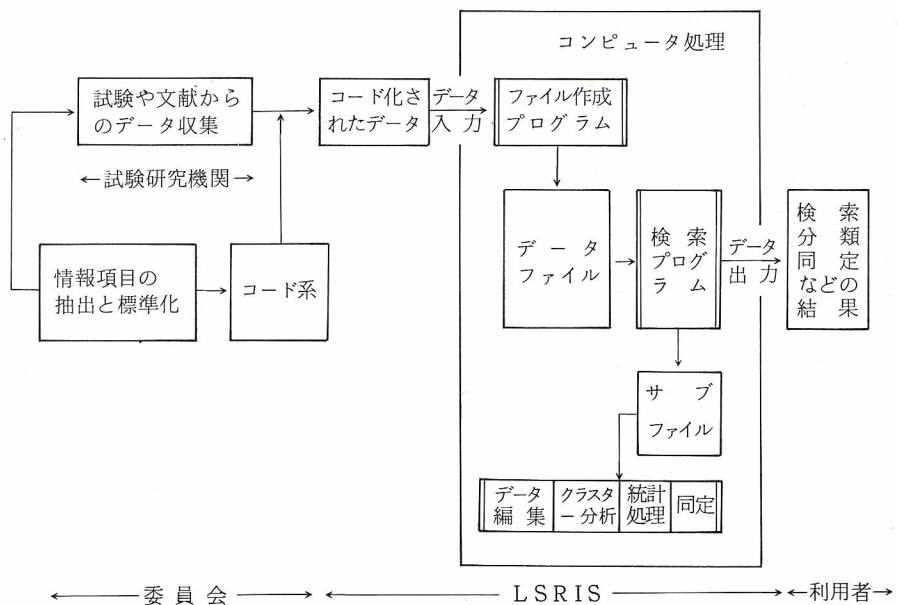 コンピュータ処理
試験や文献から
のデータ収集
←試験研究機関→
情報項目の
抽出と標準化
コード系
コード化さ
れたデータ
データ
入力
ファイル作成
プログラム
データ
ファイル
検索
プログ
ラム
データ
出力
検索
分類
同定
などの
結果
サブ
ファイル
データ
編集
クラスタ
ー分析
統計
処理
同定
委員会
LSRIS
利用者